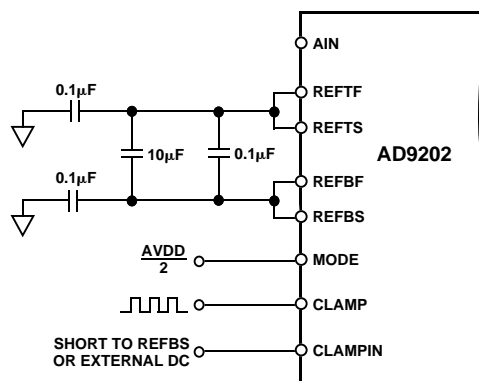 AIN
0.1μF
REFTF
REFTS
10μF
0.1μF
AD9202
0.1μF
REFBF
REFBS
AVDD
2
MODE
CLAMP
SHORT TO REFBS
OR EXTERNAL DC
CLAMPIN